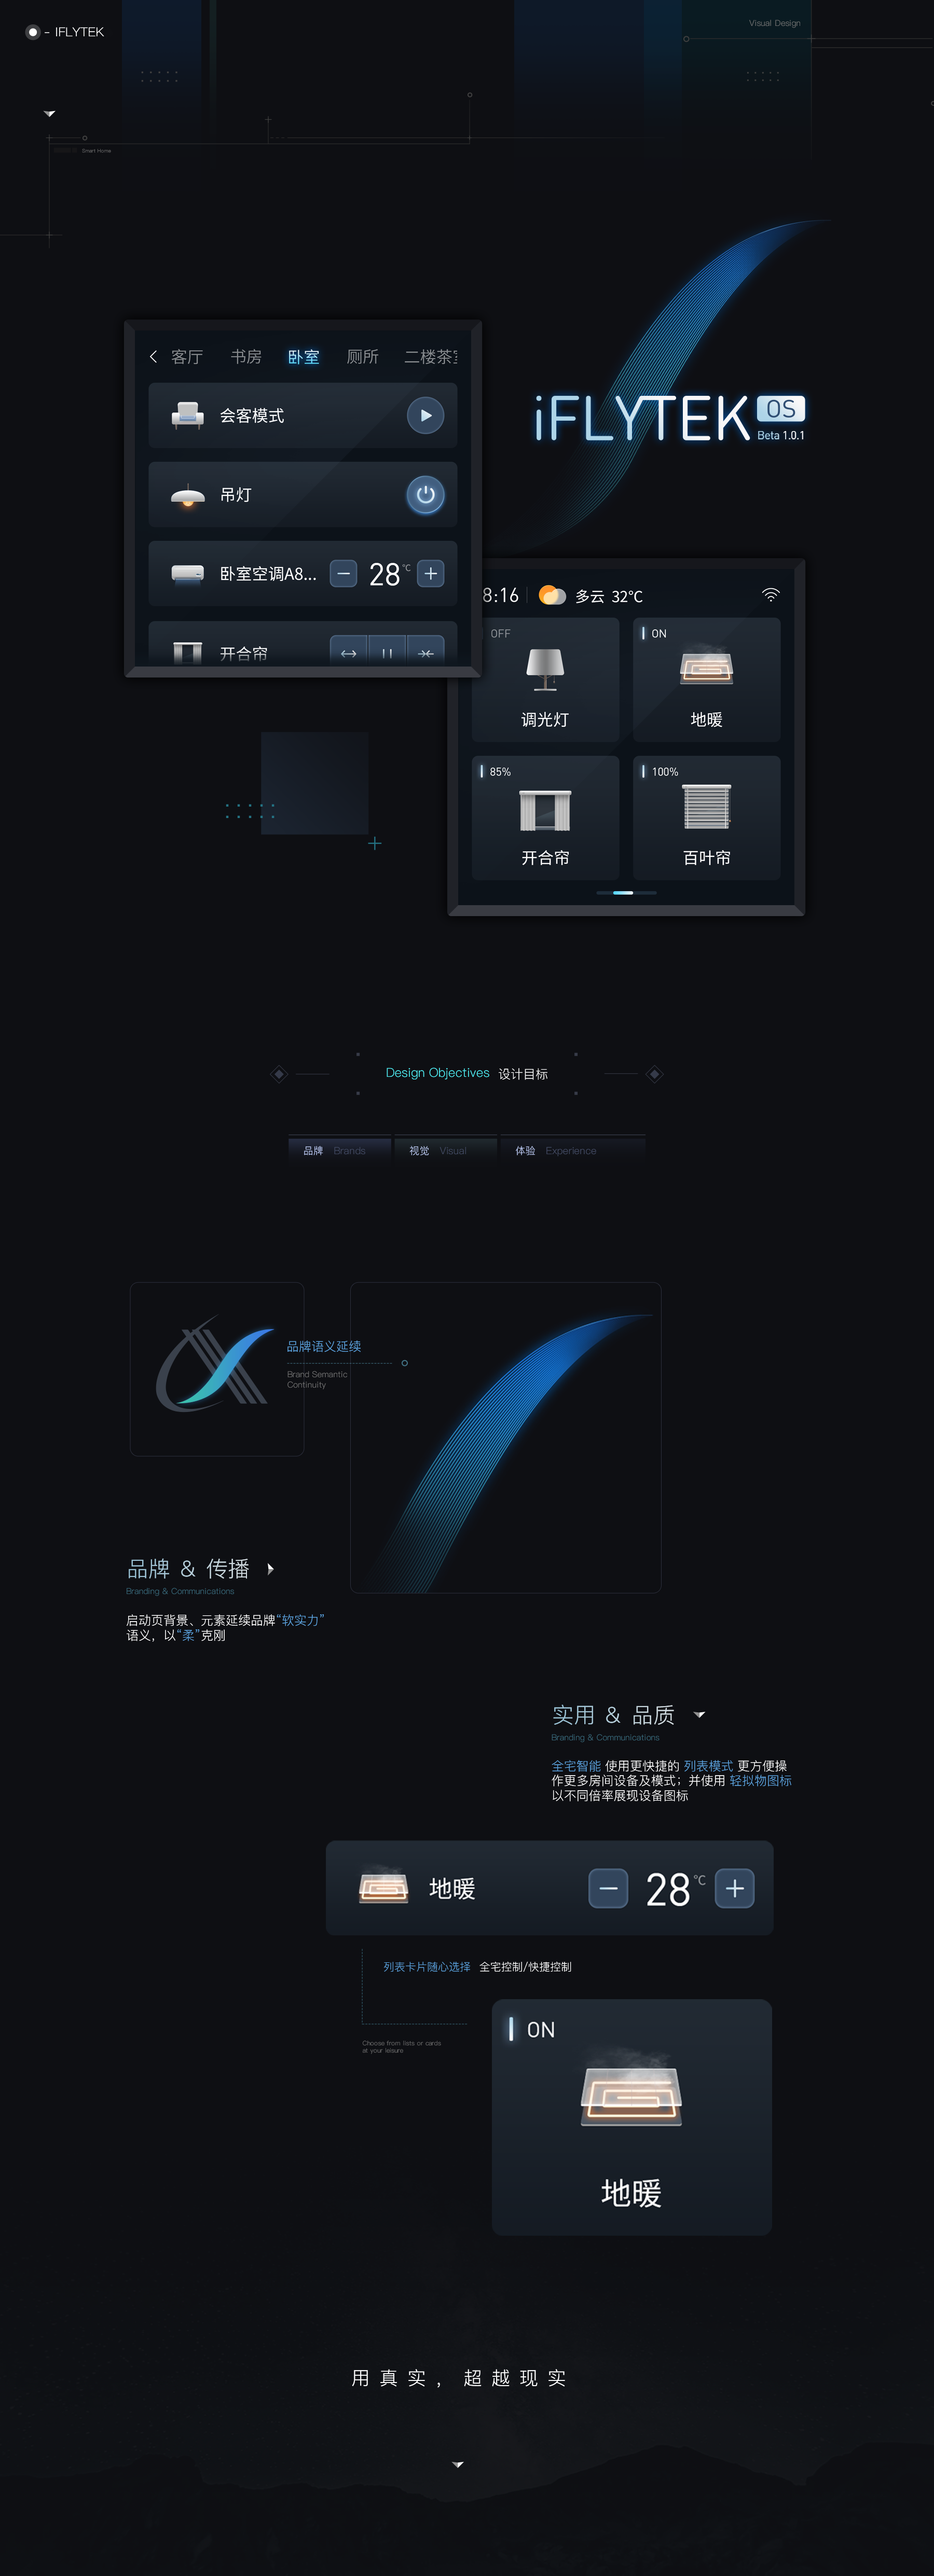 IFLYTEK
Visual Design
Smart Home
客厅 书房 卧室 厕所 二楼茶室
会客模式
吊灯
卧室空调A8... 28℃
开合帘
iFLYTEK OS
Beta 1.0.1
8:16 多云 32℃
OFF
调光灯
ON
地暖
85%
开合帘
100%
百叶帘
Design Objectives 设计目标
品牌 Brands 视觉 Visual 体验 Experience
品牌语义延续
Brand Semantic
Continuity
品牌 & 传播
Branding & Communications
启动页背景、元素延续品牌“软实力”
语义，以“柔”克刚
实用 & 品质
Branding & Communications
全宅智能 使用更快捷的 列表模式 更方便操
作更多房间设备及模式；并使用 轻拟物图标
以不同倍率展现设备图标
地暖 28℃
列表卡片随心选择 全宅控制/快捷控制
Choose from lists or cards
at your leisure
ON
地暖
用真实，超越现实